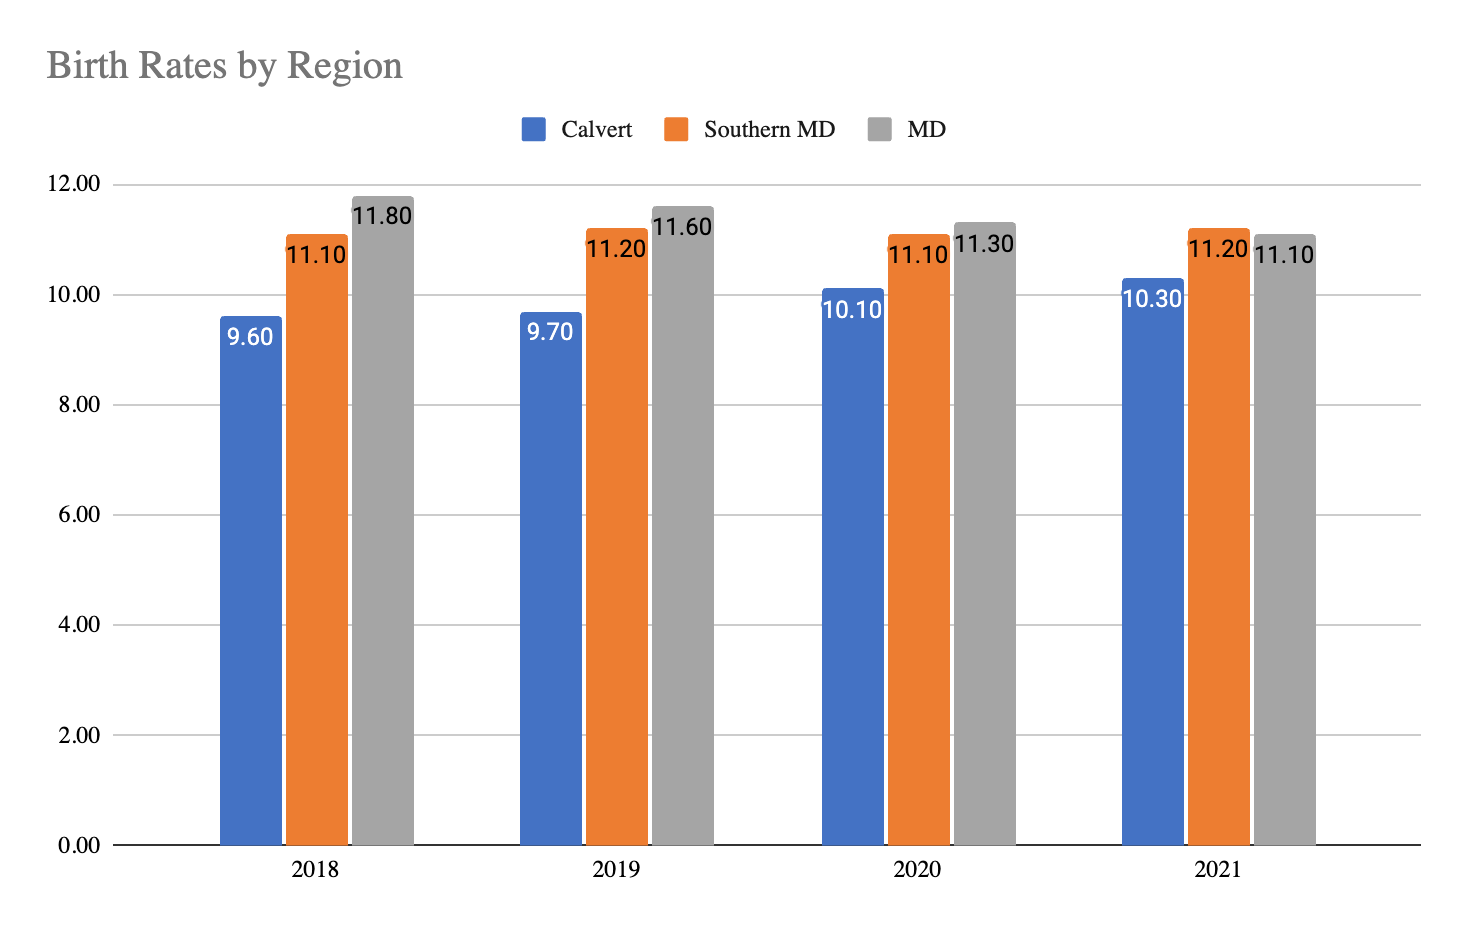 Birth Rates by Region
Calvert Southern MD MD
12.00
10.00
8.00
6.00
4.00
2.00
0.00
9.60 11.10 11.80
9.70 11.20 11.60
10.10 11.10 11.30
10.30 11.20 11.10
2018 2019 2020 2021